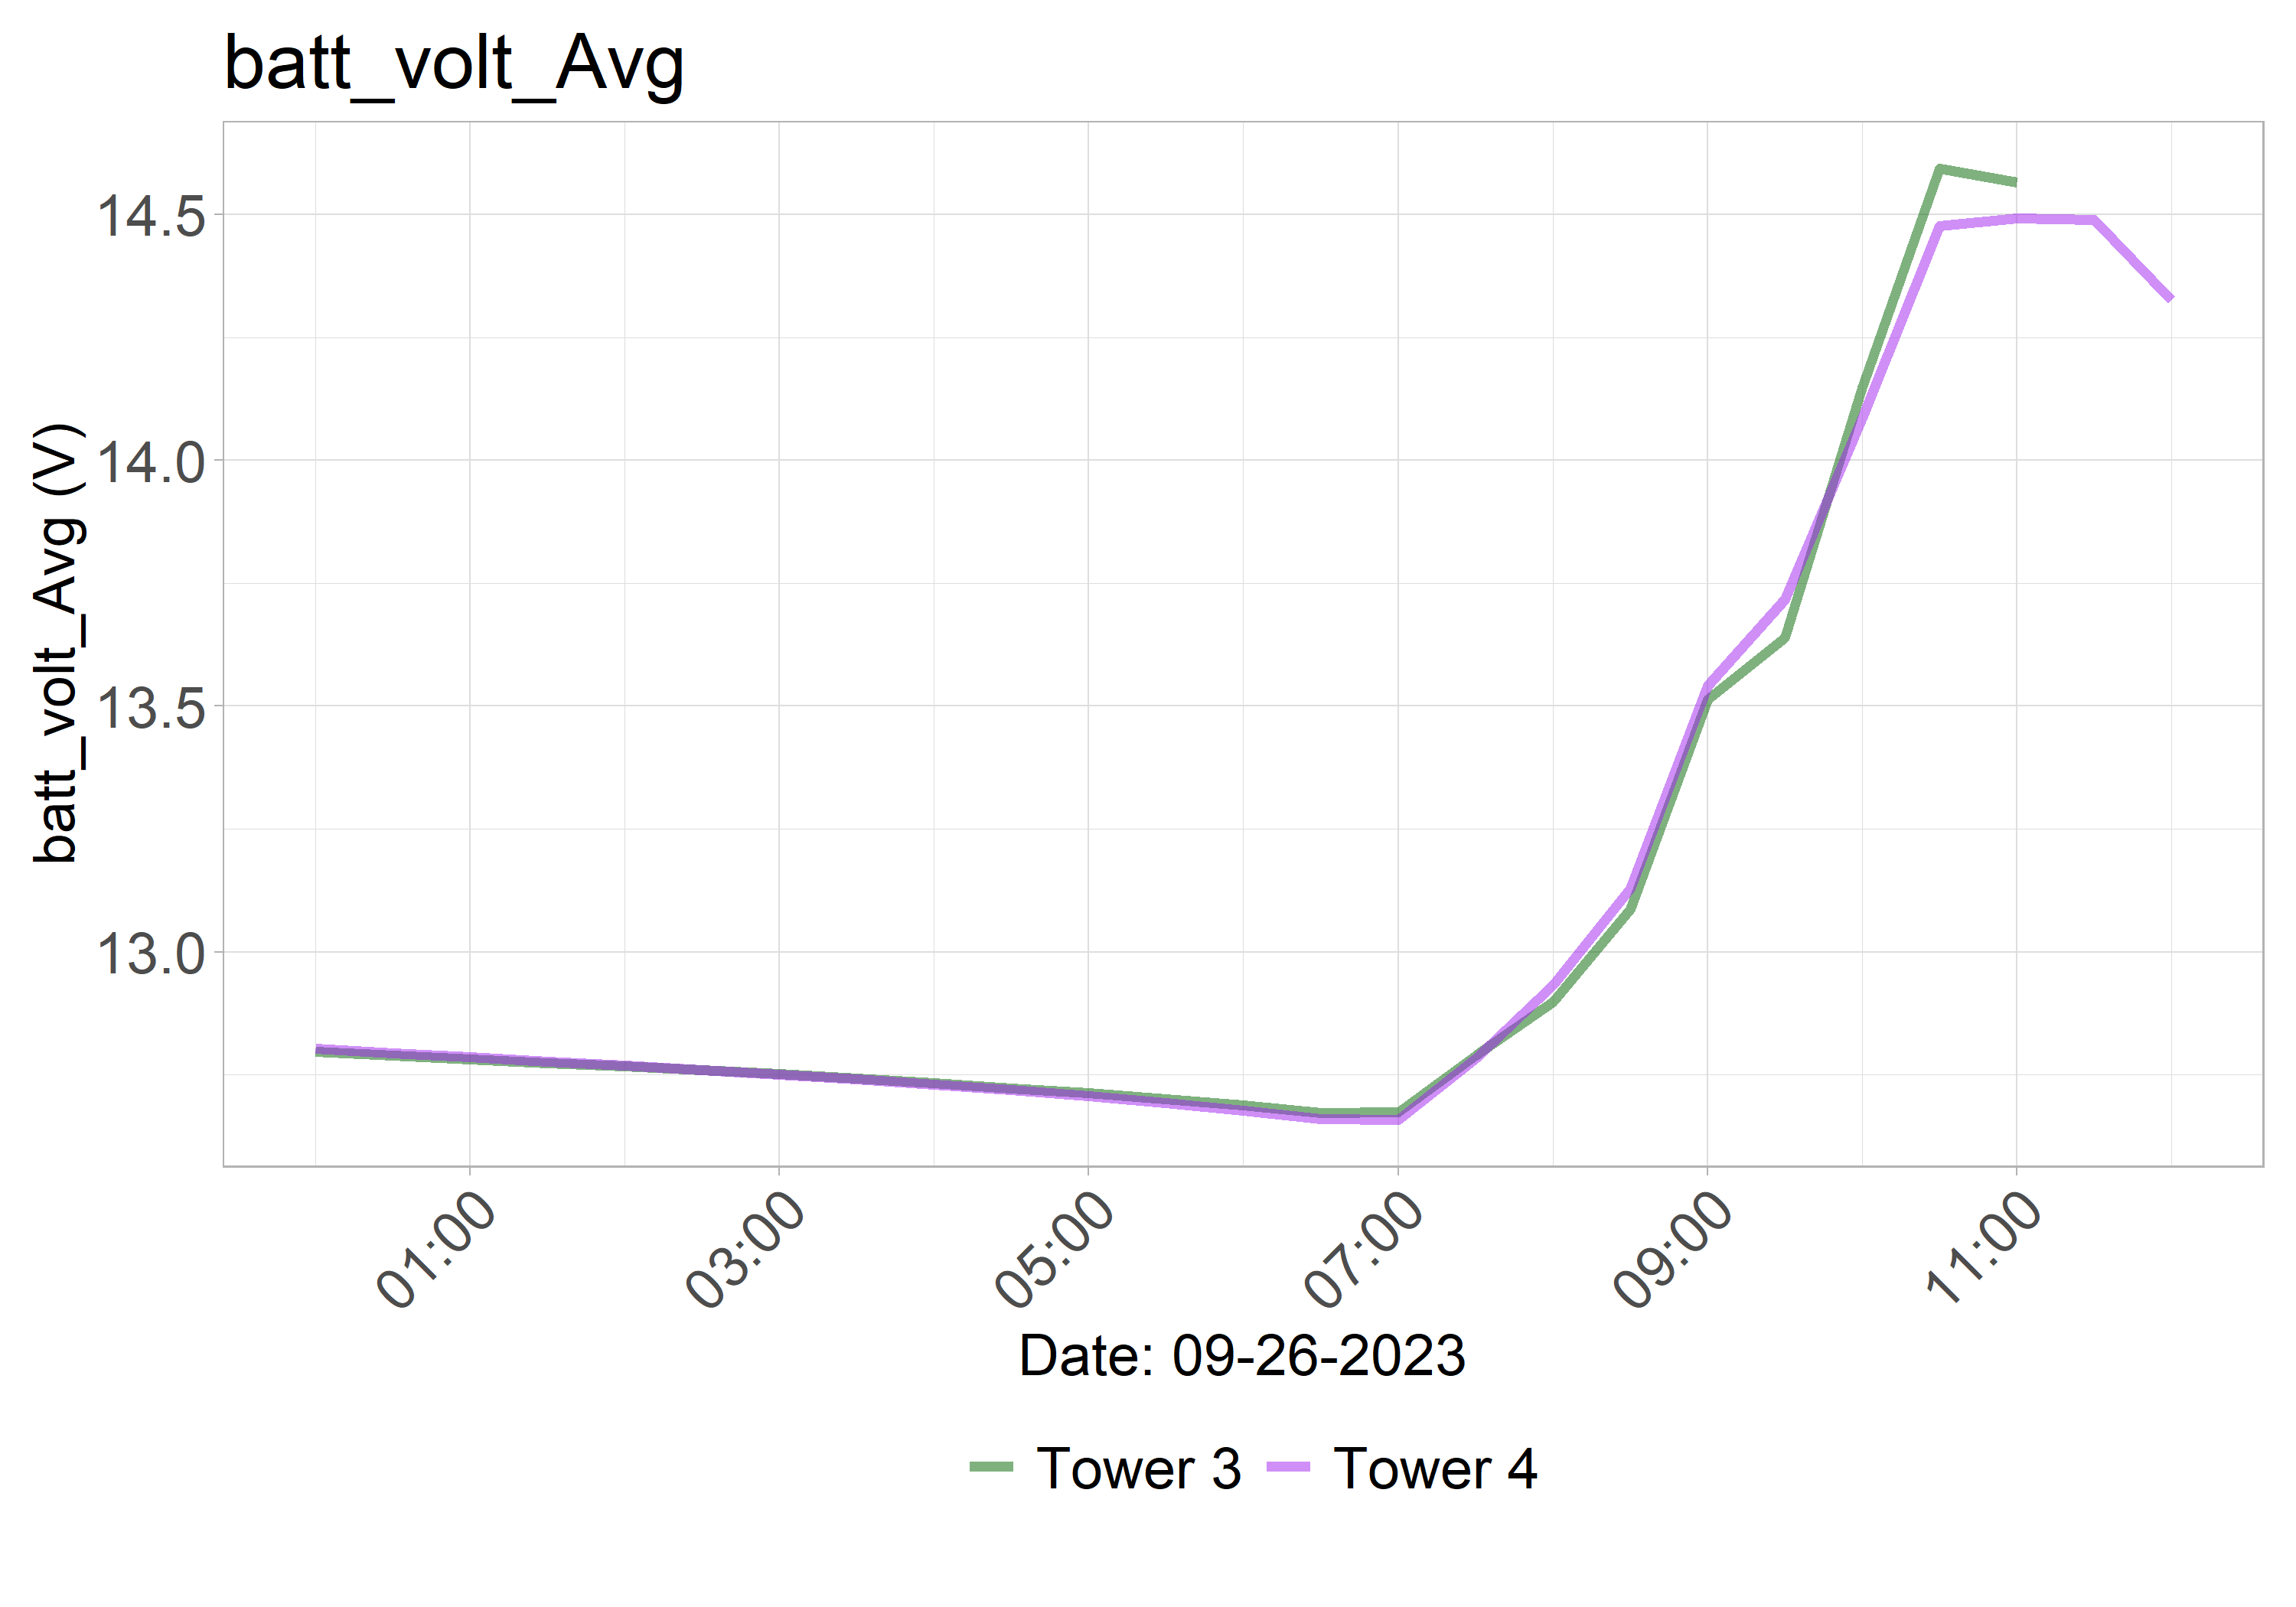 batt_volt_Avg
batt_volt_Avg (V)
14.5
14.0
13.5
13.0
01:00 03:00 05:00 07:00 09:00 11:00
Date: 09-26-2023
Tower 3 Tower 4